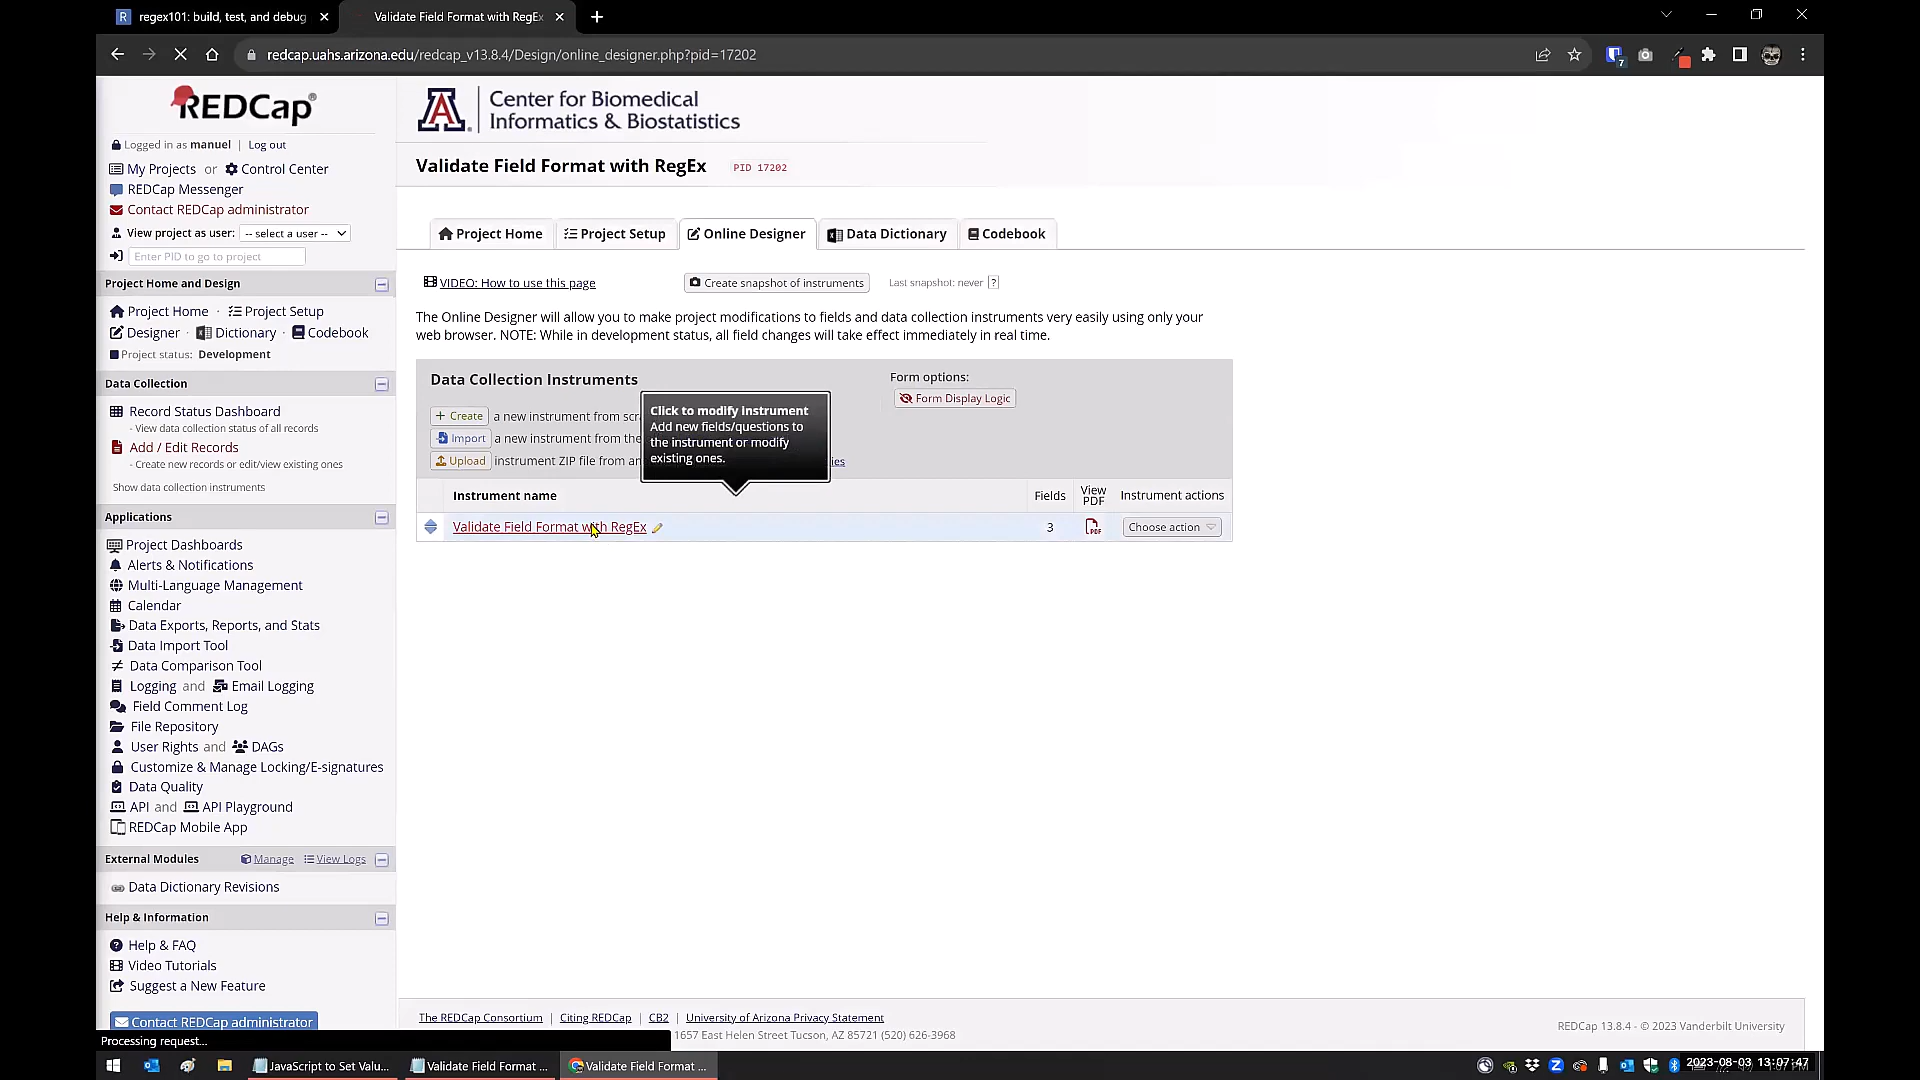 regex101: build, test, and debug
Validate Field Format with RegEx
redcap.uahs.arizona.edu/redcap_v13.8.4/Design/online_designer.php?pid=17202
7
REDCap®
Logged in as manuel | Log out
My Projects or Control Center
REDCap Messenger
Contact REDCap administrator
View project as user: -- select a user --
Enter PID to go to project
Project Home and Design
Project Home · Project Setup
Designer · Dictionary · Codebook
Project status: Development
Data Collection
Record Status Dashboard
- View data collection status of all records
Add / Edit Records
- Create new records or edit/view existing ones
Show data collection instruments
Applications
Project Dashboards
Alerts & Notifications
Multi-Language Management
Calendar
Data Exports, Reports, and Stats
Data Import Tool
Data Comparison Tool
Logging and Email Logging
Field Comment Log
File Repository
User Rights and DAGs
Customize & Manage Locking/E-signatures
Data Quality
API and API Playground
REDCap Mobile App
External Modules Manage View Logs
Data Dictionary Revisions
Help & Information
Help & FAQ
Video Tutorials
Suggest a New Feature
Contact REDCap administrator
Processing request...
A Center for Biomedical
Informatics & Biostatistics
Validate Field Format with RegEx PID 17202
Project Home Project Setup Online Designer Data Dictionary Codebook
VIDEO: How to use this page Create snapshot of instruments Last snapshot: never ?
The Online Designer will allow you to make project modifications to fields and data collection instruments very easily using only your
web browser. NOTE: While in development status, all field changes will take effect immediately in real time.
Data Collection Instruments Form options:
Form Display Logic
+ Create a new instrument from scr
Import a new instrument from the
Upload instrument ZIP file from an ies
Click to modify instrument
Add new fields/questions to
the instrument or modify
existing ones.
Instrument name Fields View PDF Instrument actions
Validate Field Format with RegEx 3 PDF Choose action
The REDCap Consortium | Citing REDCap | CB2 | University of Arizona Privacy Statement
1657 East Helen Street Tucson, AZ 85721 (520) 626-3968
REDCap 13.8.4 - © 2023 Vanderbilt University
JavaScript to Set Valu... Validate Field Format ... Validate Field Format ...
2023-08-03 13:07:47